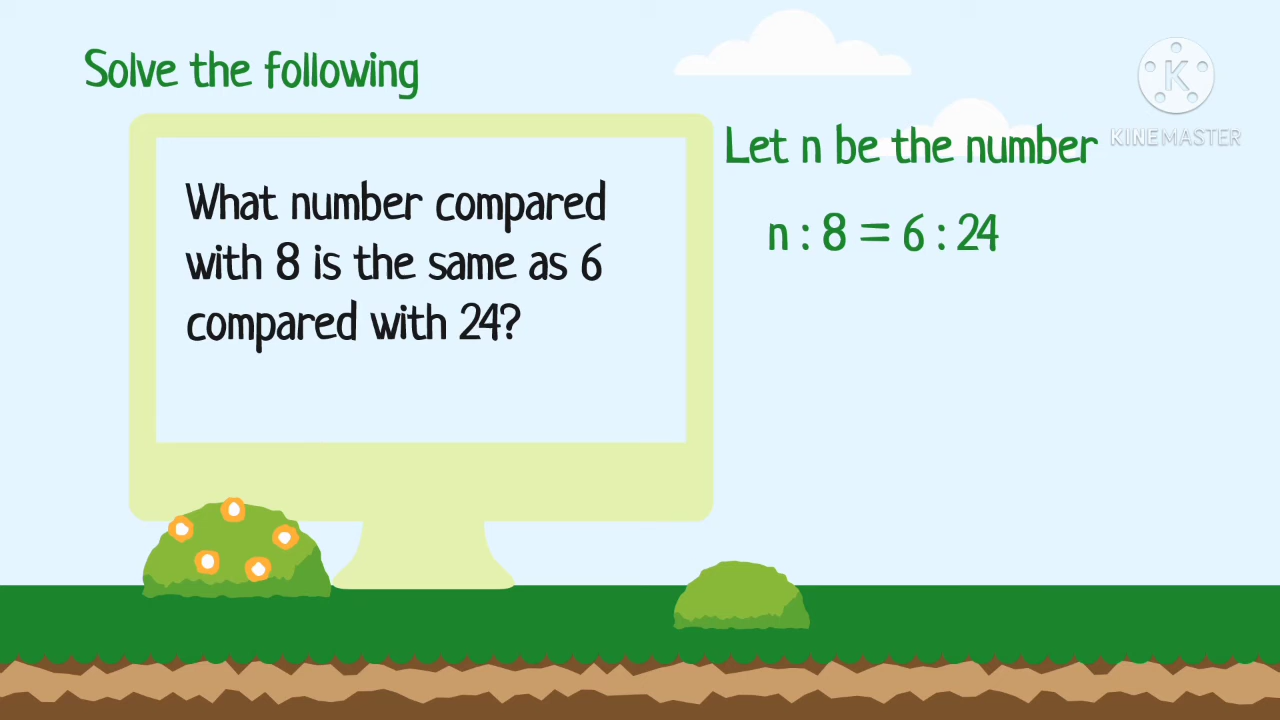 Solve the following
What number compared
with 8 is the same as 6
compared with 24?
Let n be the number
n : 8 = 6 : 24
K
KINEMASTER